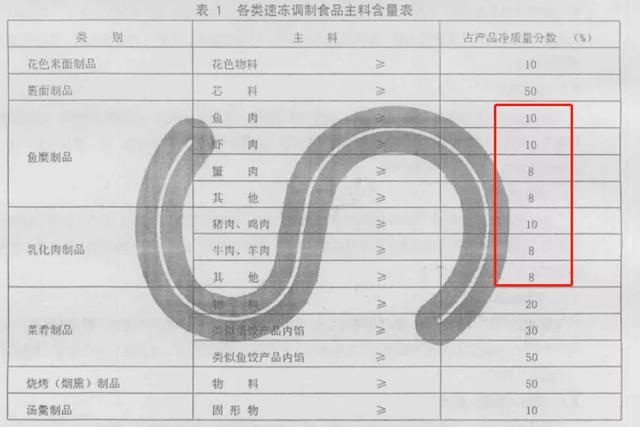 表 1 各类速冻调制食品主料含量表
类 别 主 料 占产品净质量分数 (%)
花色米面制品 花色物料 ≥ 10
裹面制品 芯 料 ≥ 50
鱼糜制品 鱼 肉 ≥ 10
虾 肉 ≥ 10
蟹 肉 ≥ 8
其 他 ≥ 8
乳化肉制品 猪肉、鸡肉 ≥ 10
牛肉、羊肉 ≥ 8
其 他 ≥ 8
菜肴制品 物 料 ≥ 20
类似蛋饺产品内馅 ≥ 30
类似鱼饺产品内馅 ≥ 50
烧烤（烟熏）制品 物 料 ≥ 50
汤羹制品 固 形 物 ≥ 10